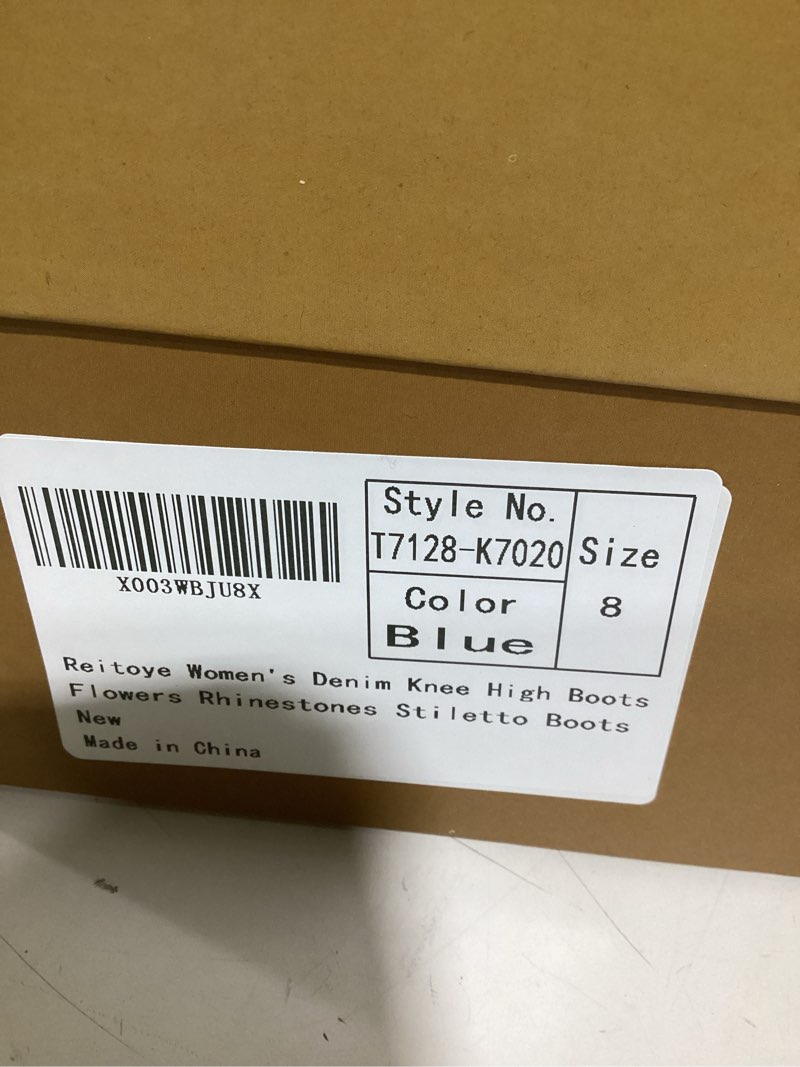 X003WBJU8X
Style No.
T7128-K7020
Color
Blue
Size
8
Reitoye Women's Denim Knee High Boots
Flowers Rhinestones Stiletto Boots
New
Made in China